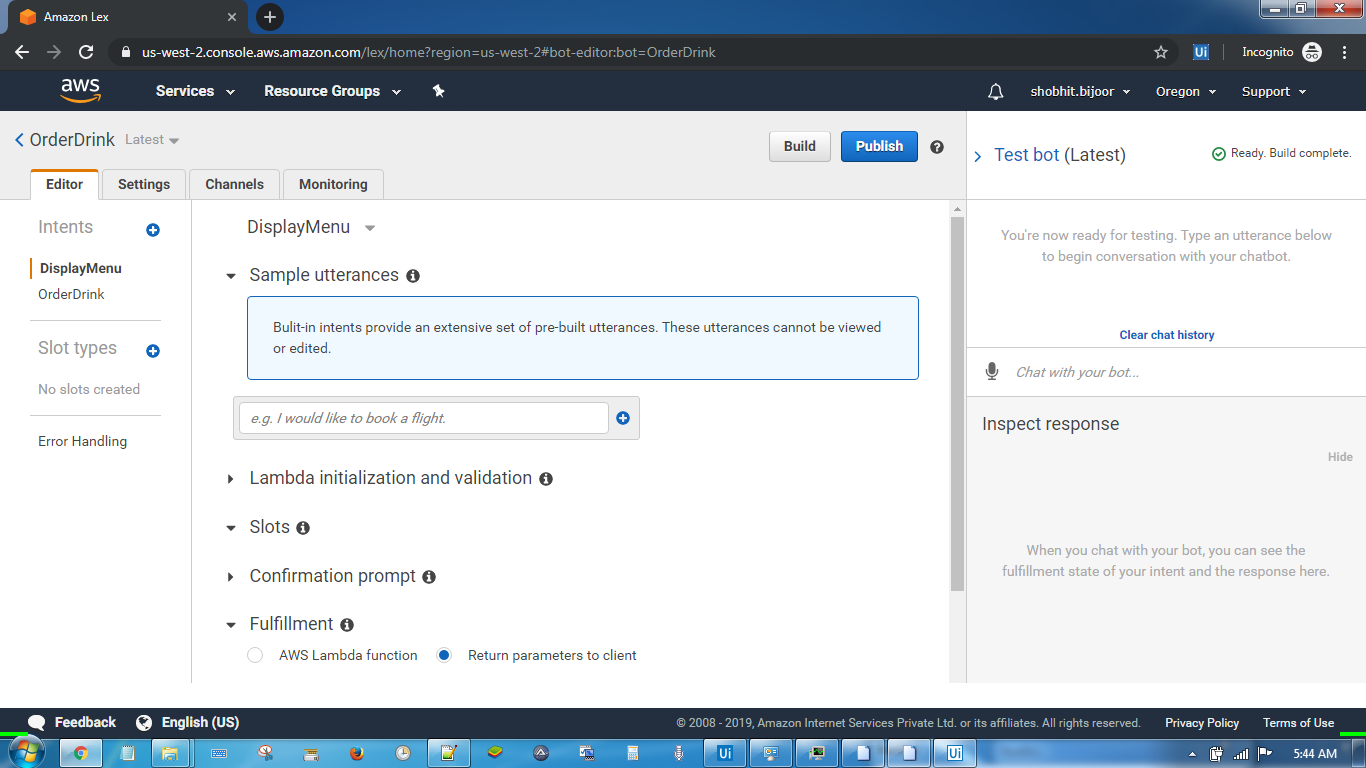 Amazon Lex
us-west-2.console.aws.amazon.com/lex/home?region=us-west-2#bot-editor:bot=OrderDrink
Ui
Incognito
aws
Services
Resource Groups
shobhit.bijoor
Oregon
Support
OrderDrink
Latest
Build
Publish
Editor
Settings
Channels
Monitoring
Test bot (Latest)
Ready. Build complete.
Intents
DisplayMenu
OrderDrink
Slot types
No slots created
Error Handling
DisplayMenu
Sample utterances
Bulit-in intents provide an extensive set of pre-built utterances. These utterances cannot be viewed
or edited.
e.g. I would like to book a flight.
Lambda initialization and validation
Slots
Confirmation prompt
Fulfillment
AWS Lambda function
Return parameters to client
You're now ready for testing. Type an utterance below
to begin conversation with your chatbot.
Clear chat history
Chat with your bot...
Inspect response
Hide
When you chat with your bot, you can see the
fulfillment state of your intent and the response here.
Feedback
English (US)
© 2008 - 2019, Amazon Internet Services Private Ltd. or its affiliates. All rights reserved.
Privacy Policy
Terms of Use
Ui
Ui
5:44 AM